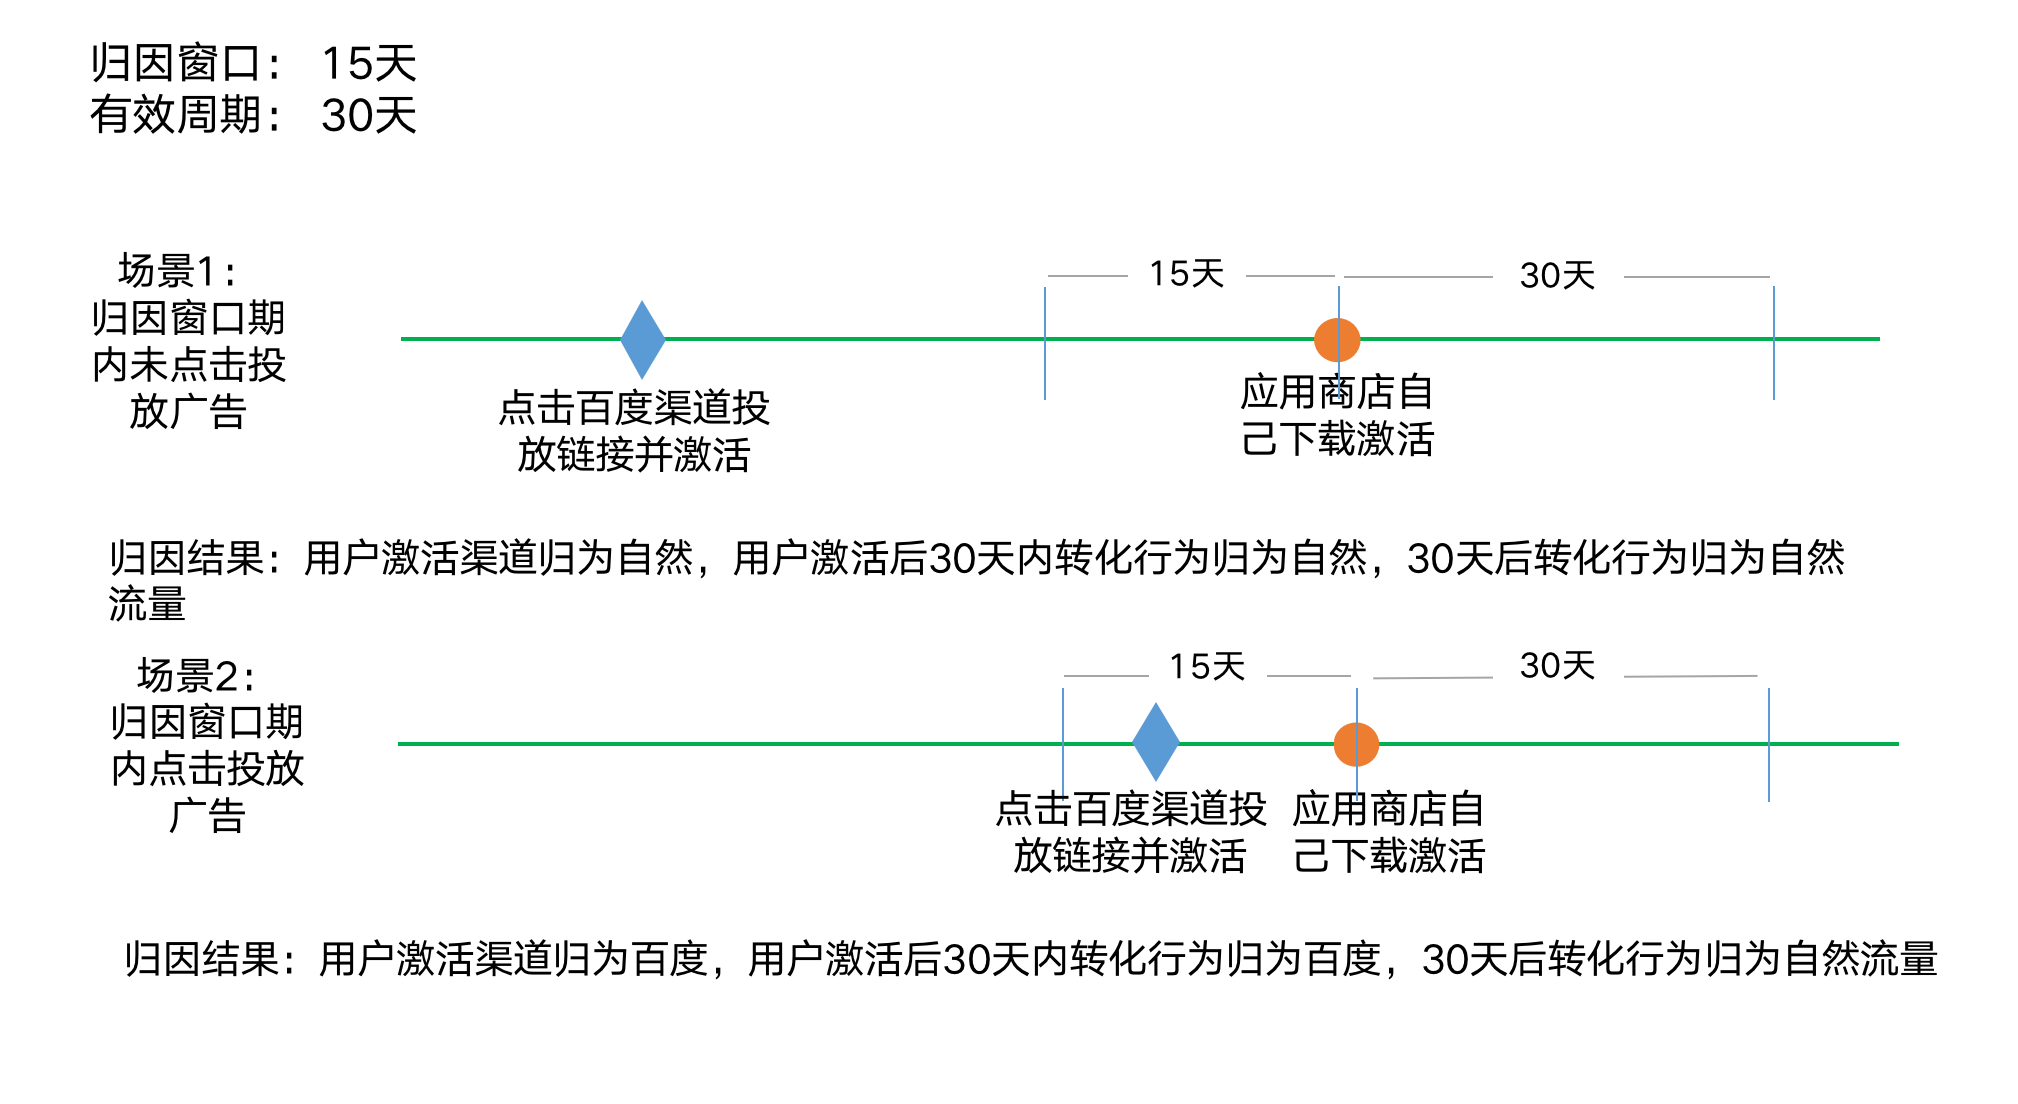 归因窗口： 15天
有效周期： 30天
场景1：
归因窗口期
内未点击投
放广告
15天
30天
点击百度渠道投
放链接并激活
应用商店自
己下载激活
归因结果：用户激活渠道归为自然，用户激活后30天内转化行为归为自然，30天后转化行为归为自然
流量
场景2：
归因窗口期
内点击投放
广告
15天
30天
点击百度渠道投
放链接并激活
应用商店自
己下载激活
归因结果：用户激活渠道归为百度，用户激活后30天内转化行为归为百度，30天后转化行为归为自然流量